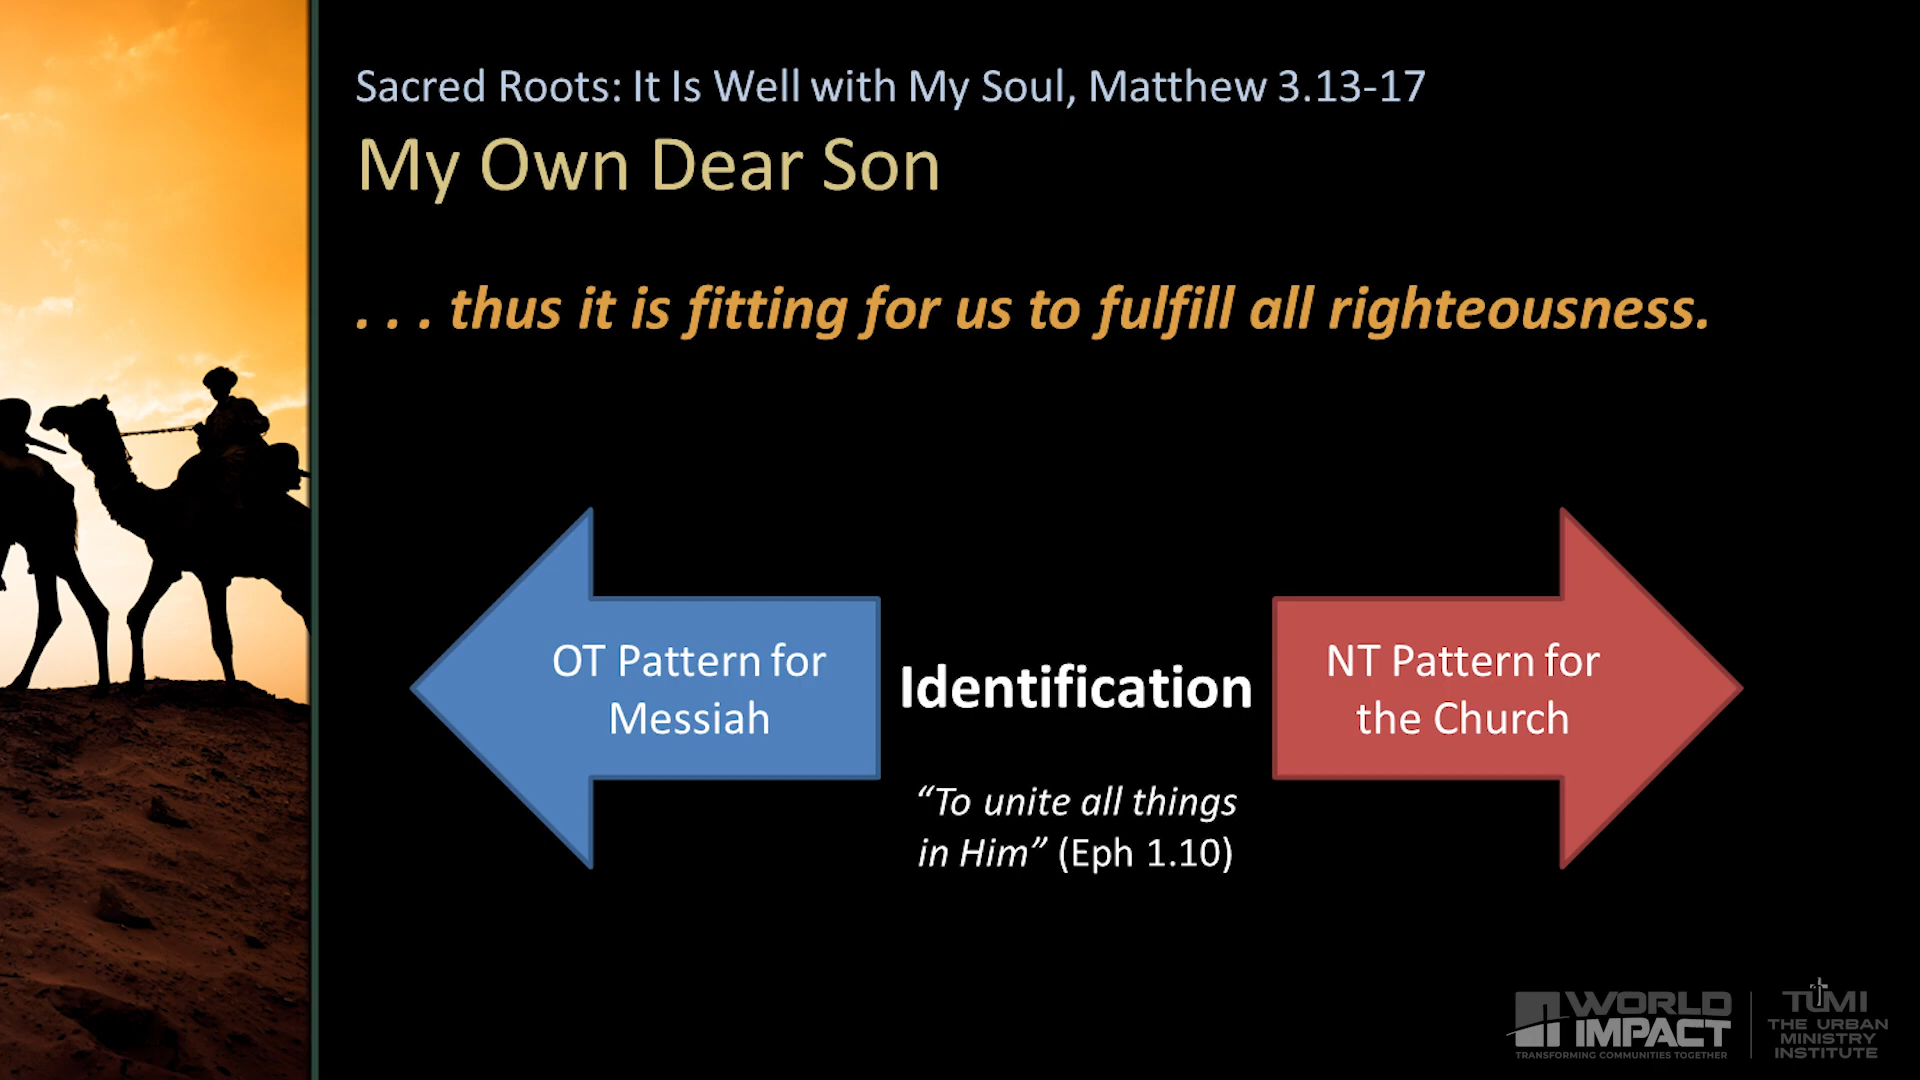 Sacred Roots: It Is Well with My Soul, Matthew 3.13-17
My Own Dear Son
. . . thus it is fitting for us to fulfill all righteousness.
OT Pattern for
Messiah
Identification
“To unite all things
in Him” (Eph 1.10)
NT Pattern for
the Church
WORLD
IMPACT
TRANSFORMING COMMUNITIES TOGETHER
TUMI
THE URBAN
MINISTRY
INSTITUTE